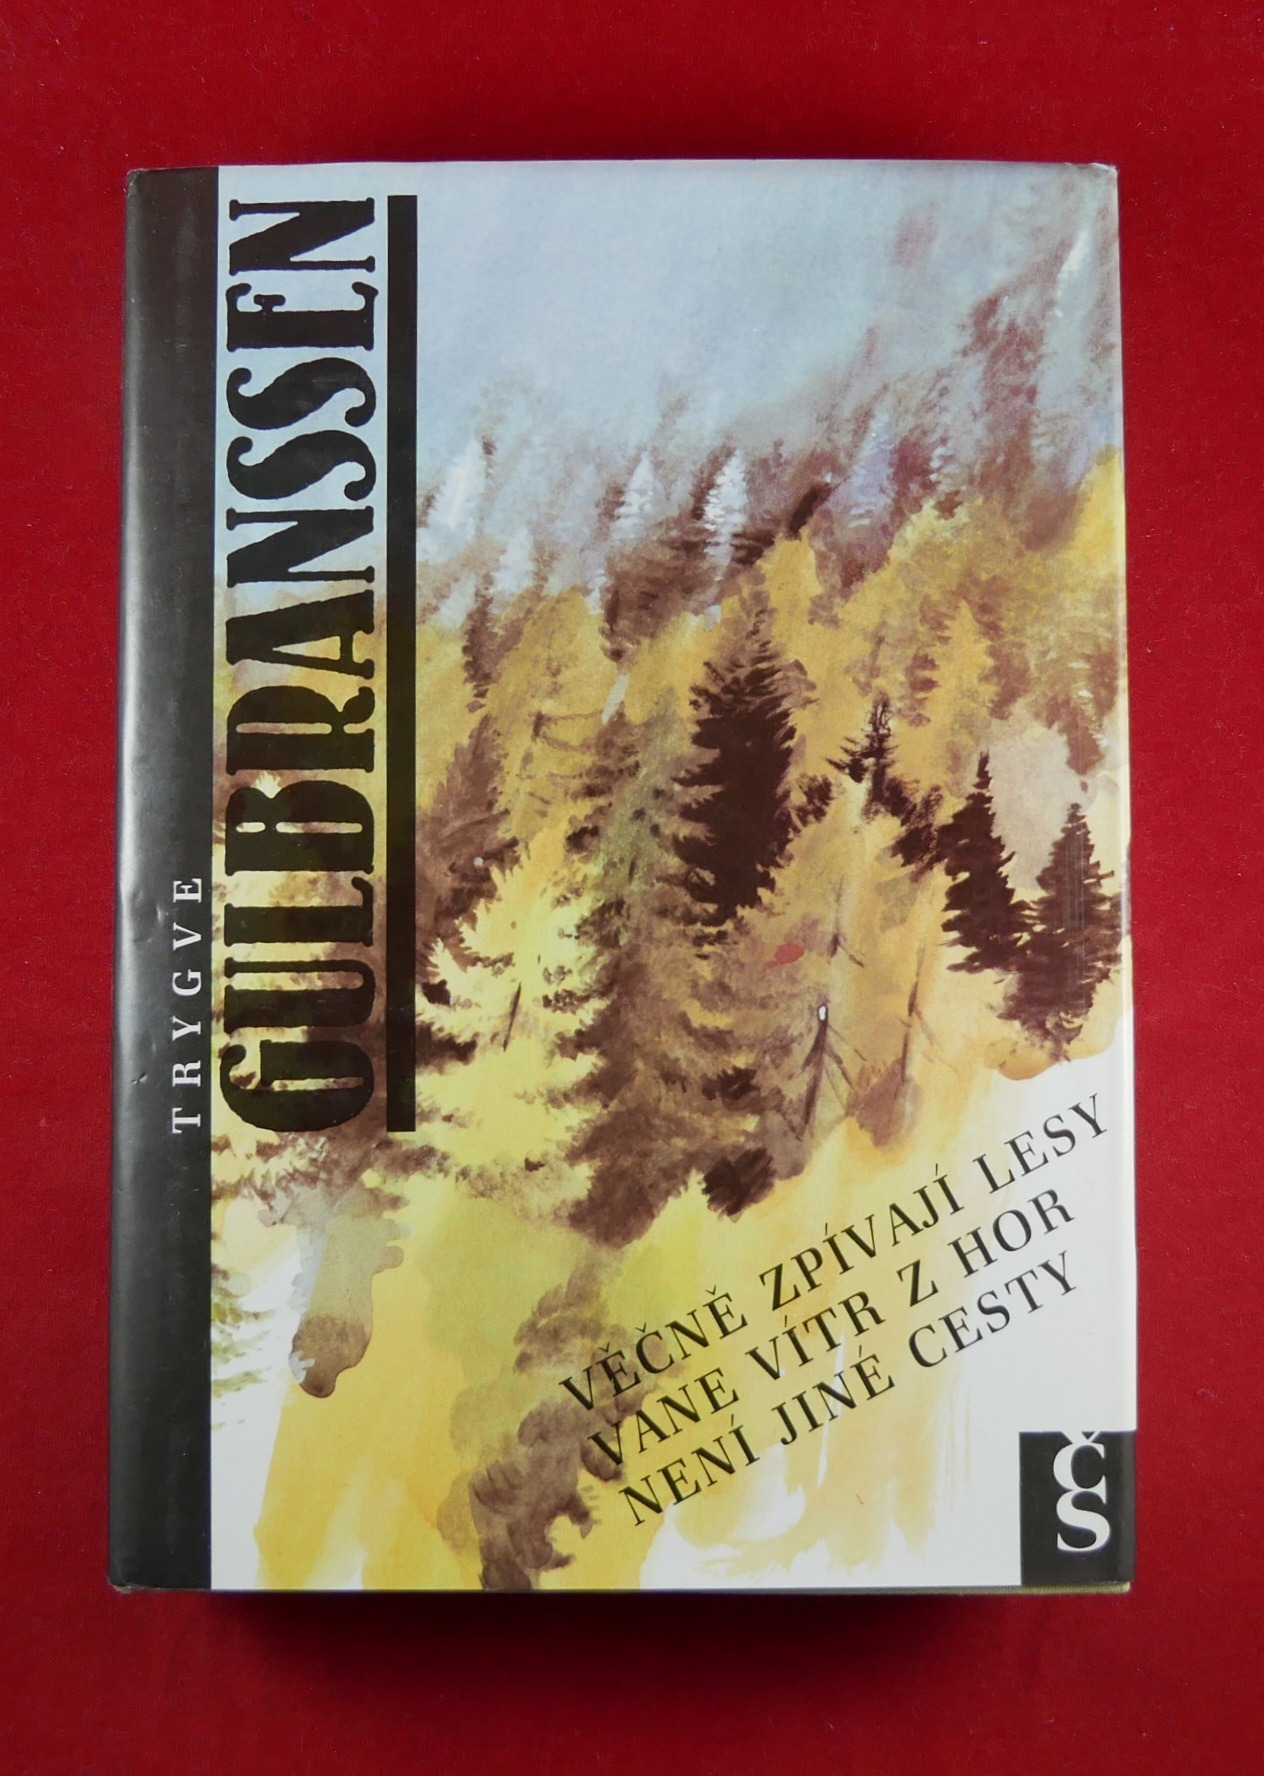 TRYGVE
GULBRANSSEN
VĚČNĚ ZPÍVAJÍ LESY
VANE VÍTR Z HOR
NENÍ JINÉ CESTY
ČS